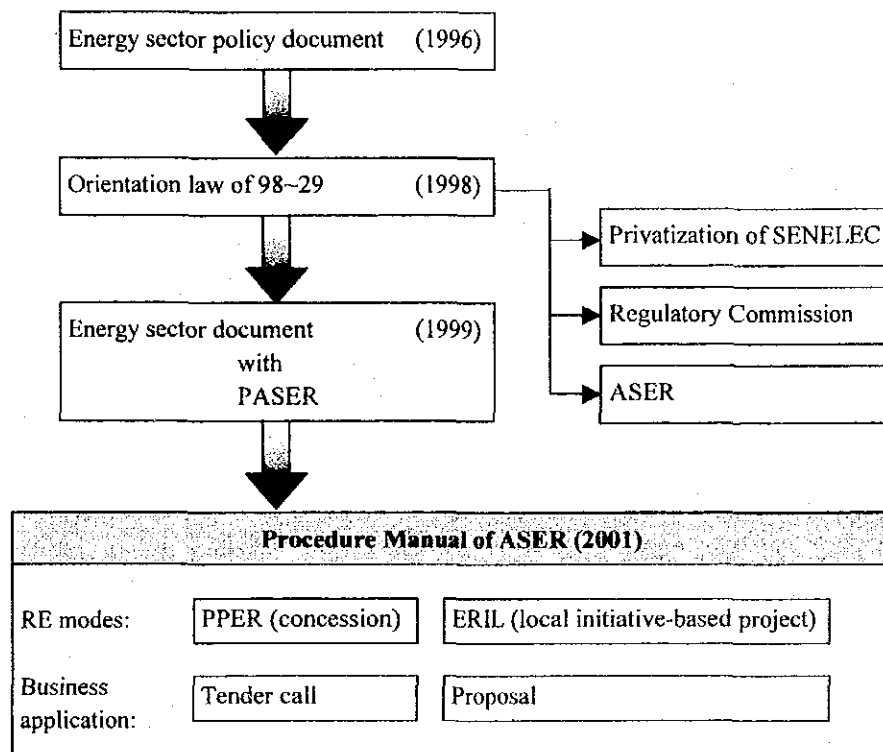 Energy sector policy document (1996)
Orientation law of 98~29 (1998)
Privatization of SENELEC
Regulatory Commission
ASER
Energy sector document (1999)
with
PASER
Procedure Manual of ASER (2001)
RE modes: PPER (concession) ERIL (local initiative-based project)
Business
application: Tender call Proposal